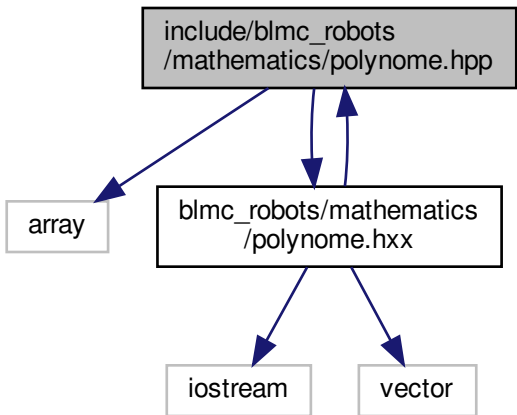 include/blmc_robots
/mathematics/polynome.hpp
array
blmc_robots/mathematics
/polynome.hxx
iostream
vector